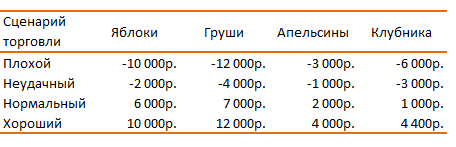 Сценарий торговли Яблоки Груши Апельсины Клубника
Плохой -10 000р. -12 000р. -3 000р. -6 000р.
Неудачный -2 000р. -4 000р. -1 000р. -3 000р.
Нормальный 6 000р. 7 000р. 2 000р. 1 000р.
Хороший 10 000р. 12 000р. 4 000р. 4 400р.